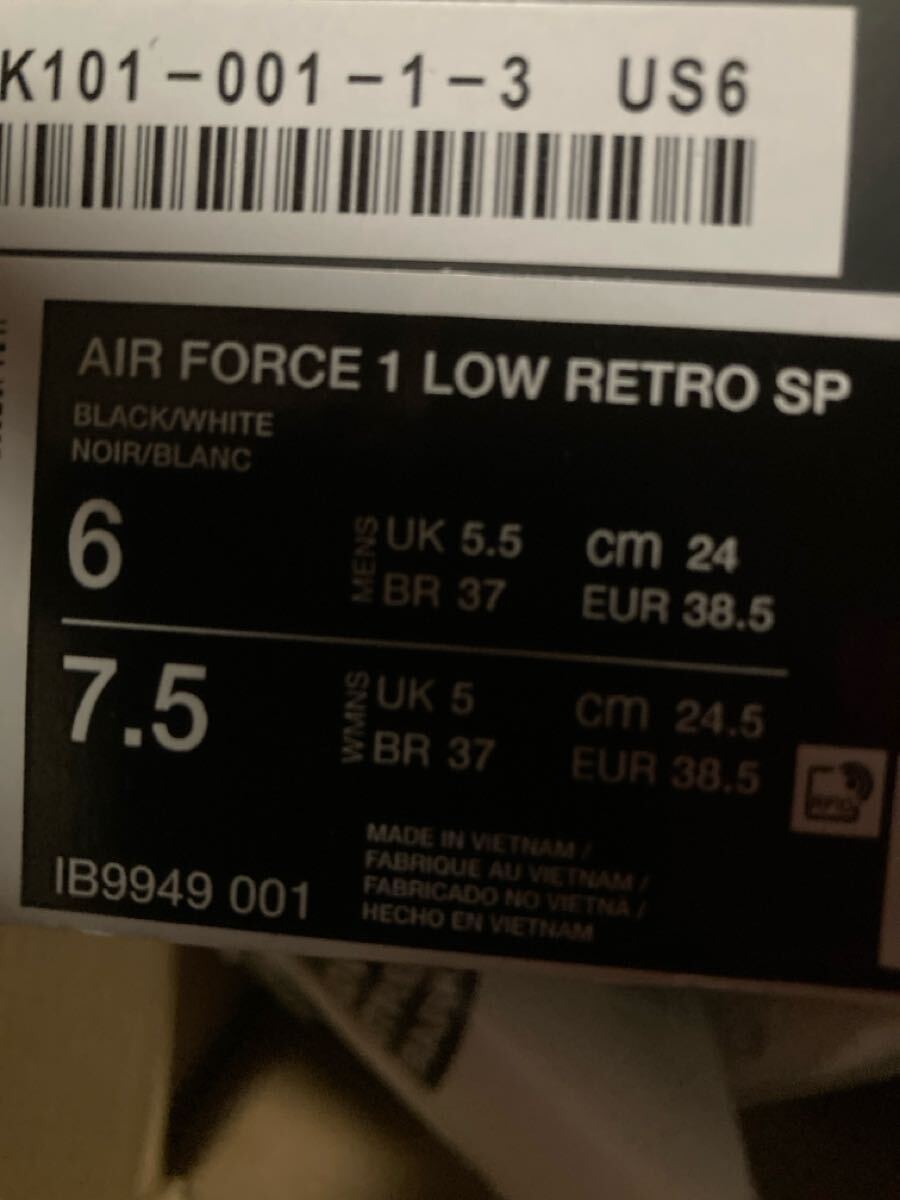 K101-001-1-3 US6
AIR FORCE 1 LOW RETRO SP
BLACK/WHITE
NOIR/BLANC
6 MENS UK 5.5 cm 24
BR 37 EUR 38.5
7.5 WMNS UK 5 cm 24.5
BR 37 EUR 38.5
RFID
MADE IN VIETNAM /
FABRIQUE AU VIETNAM /
FABRICADO NO VIETNA /
HECHO EN VIETNAM
IB9949 001